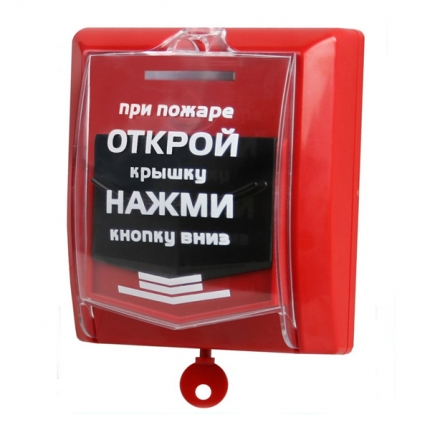 при пожаре
ОТКРОЙ
крышку
НАЖМИ
кнопку вниз